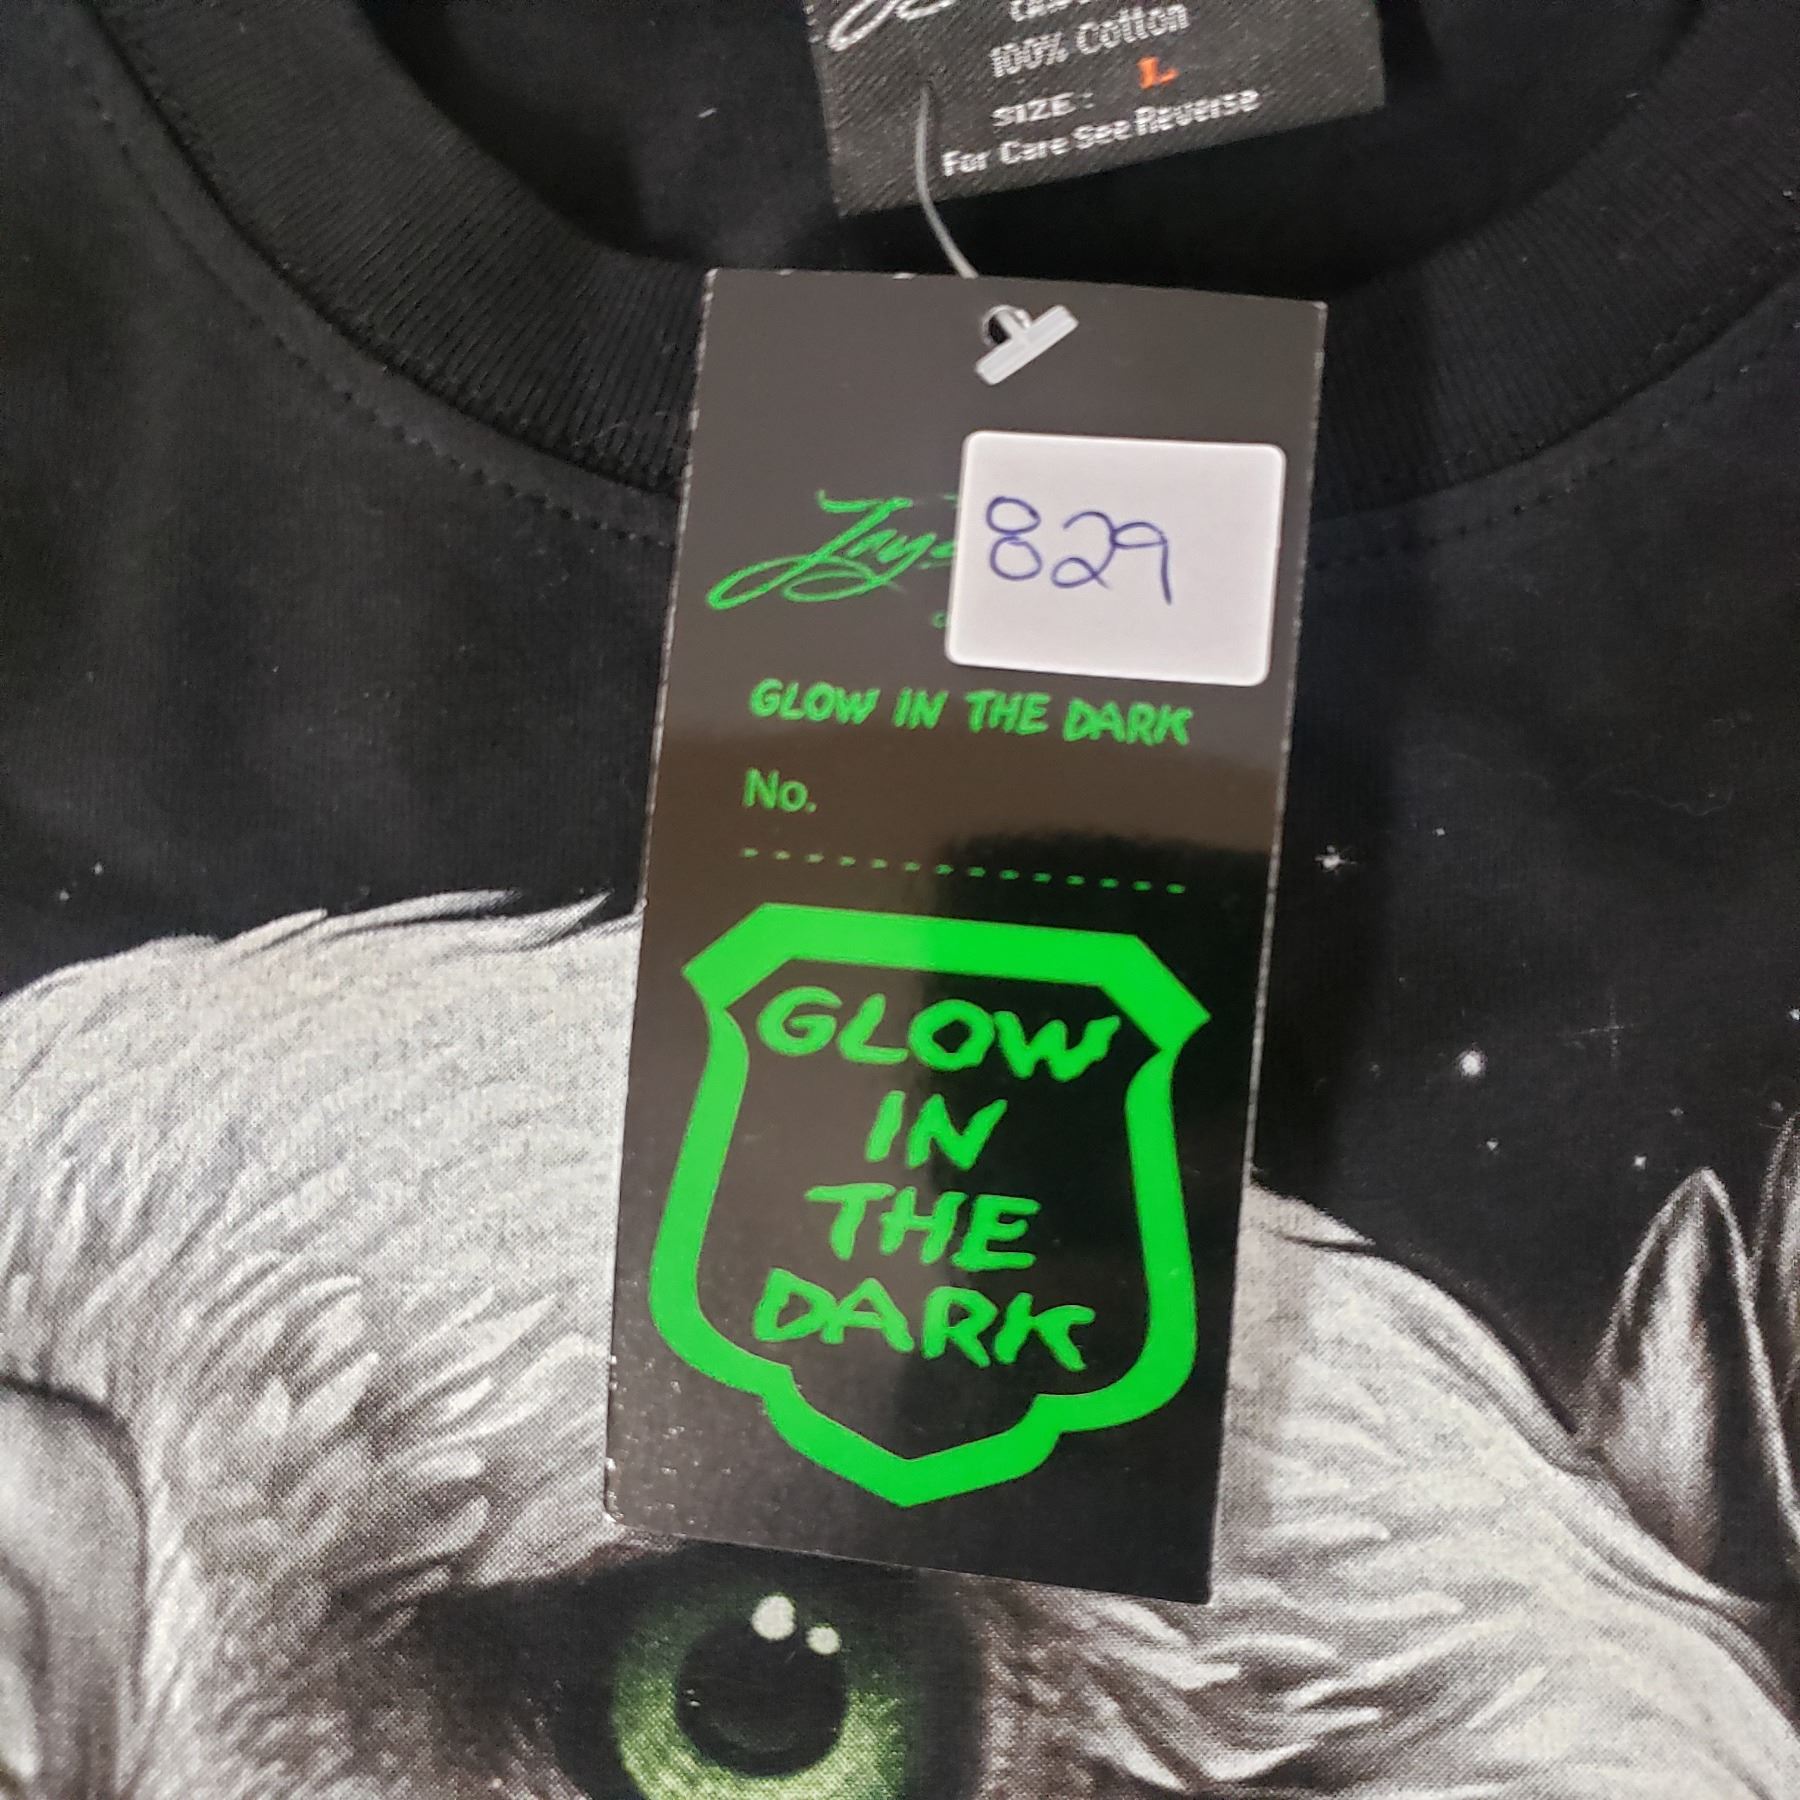 100% Cotton
SIZE: L
For Care See Reverse
829
GLOW IN THE DARK
No.
GLOW
IN
THE
DARK